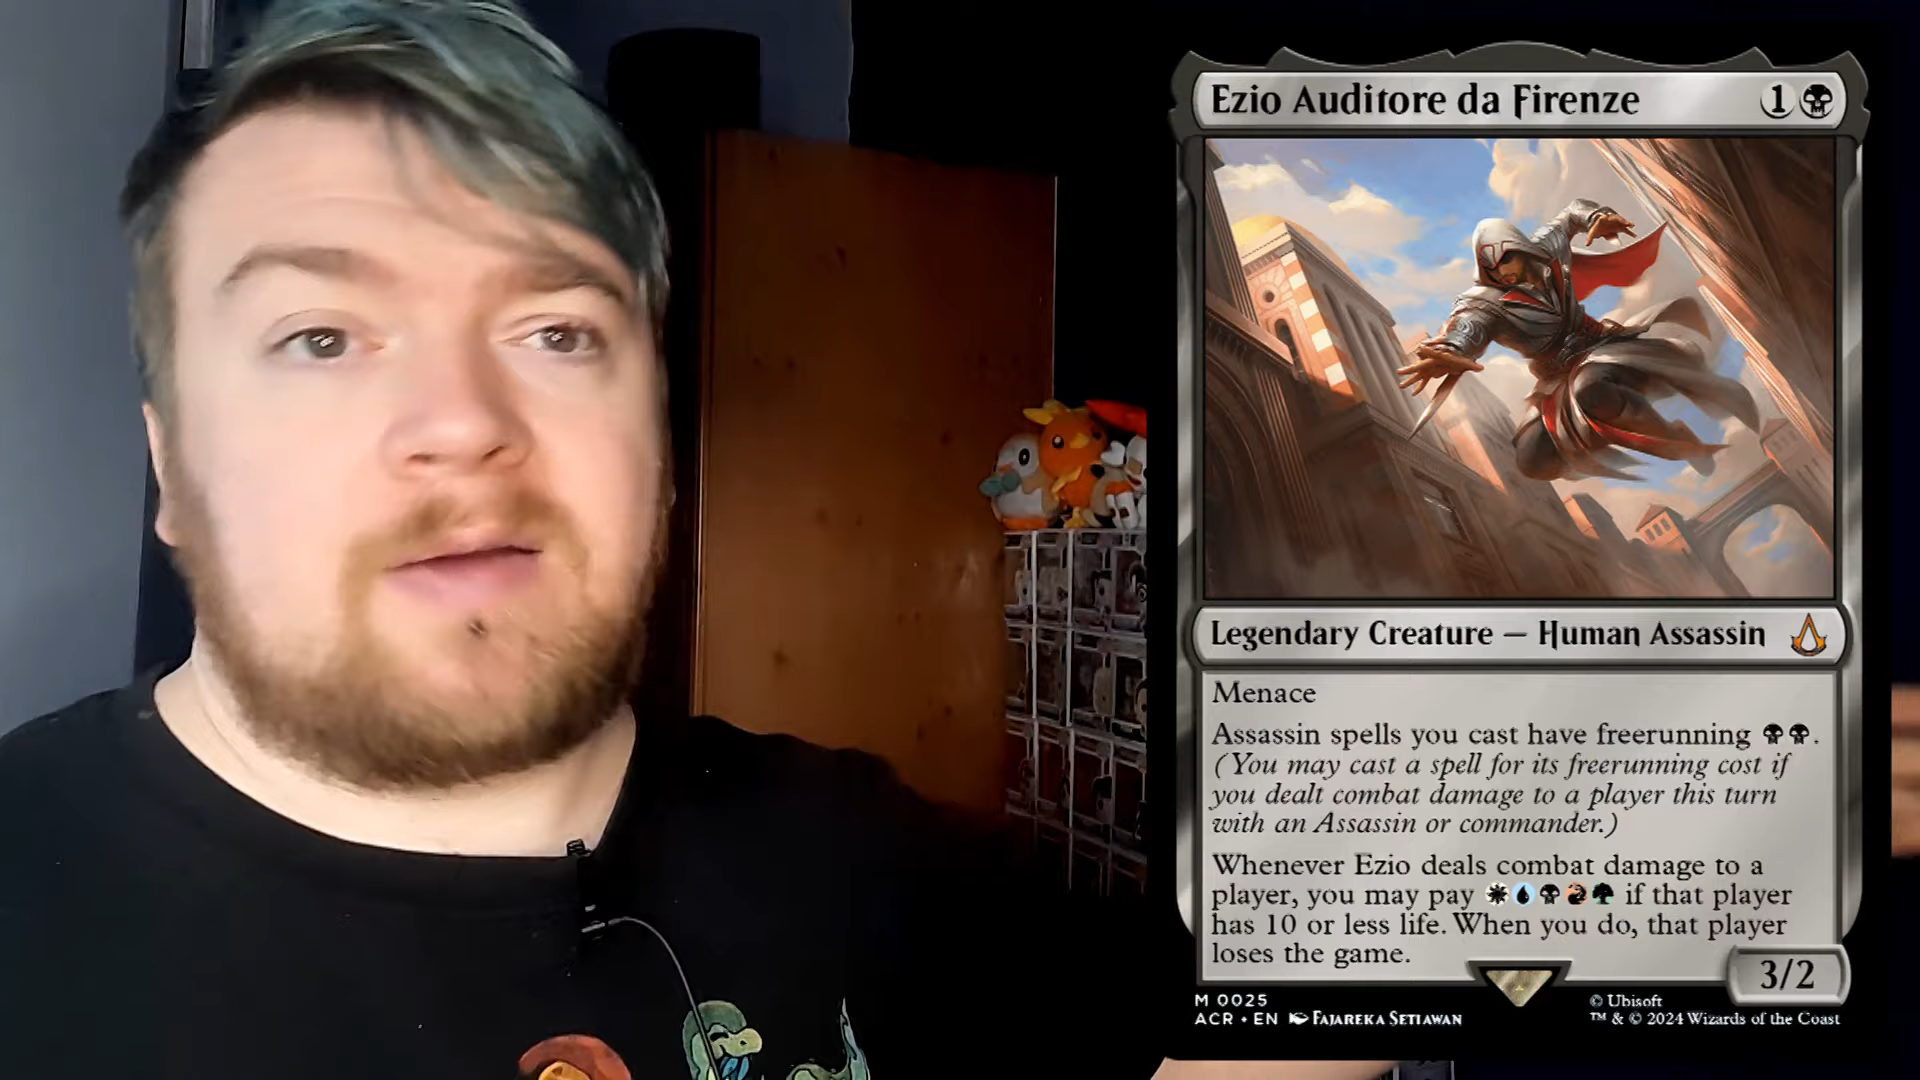 Ezio Auditore da Firenze 1
Legendary Creature — Human Assassin
Menace
Assassin spells you cast have freerunning .
(You may cast a spell for its freerunning cost if
you dealt combat damage to a player this turn
with an Assassin or commander.)
Whenever Ezio deals combat damage to a
player, you may pay if that player
has 10 or less life. When you do, that player
loses the game.
3/2
M 0025
ACR • EN Fajareka Setiawan
© Ubisoft
™ & © 2024 Wizards of the Coast